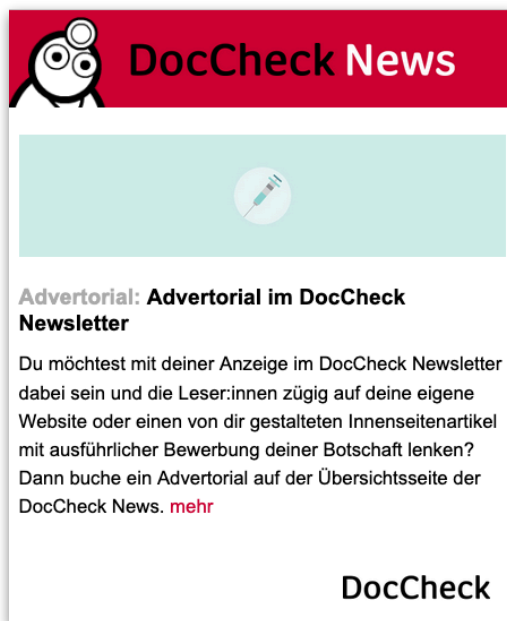 DocCheck News
Advertorial: Advertorial im DocCheck
Newsletter
Du möchtest mit deiner Anzeige im DocCheck Newsletter
dabei sein und die Leser:innen zügig auf deine eigene
Website oder einen von dir gestalteten Innenseitenartikel
mit ausführlicher Bewerbung deiner Botschaft lenken?
Dann buche ein Advertorial auf der Übersichtsseite der
DocCheck News. mehr
DocCheck